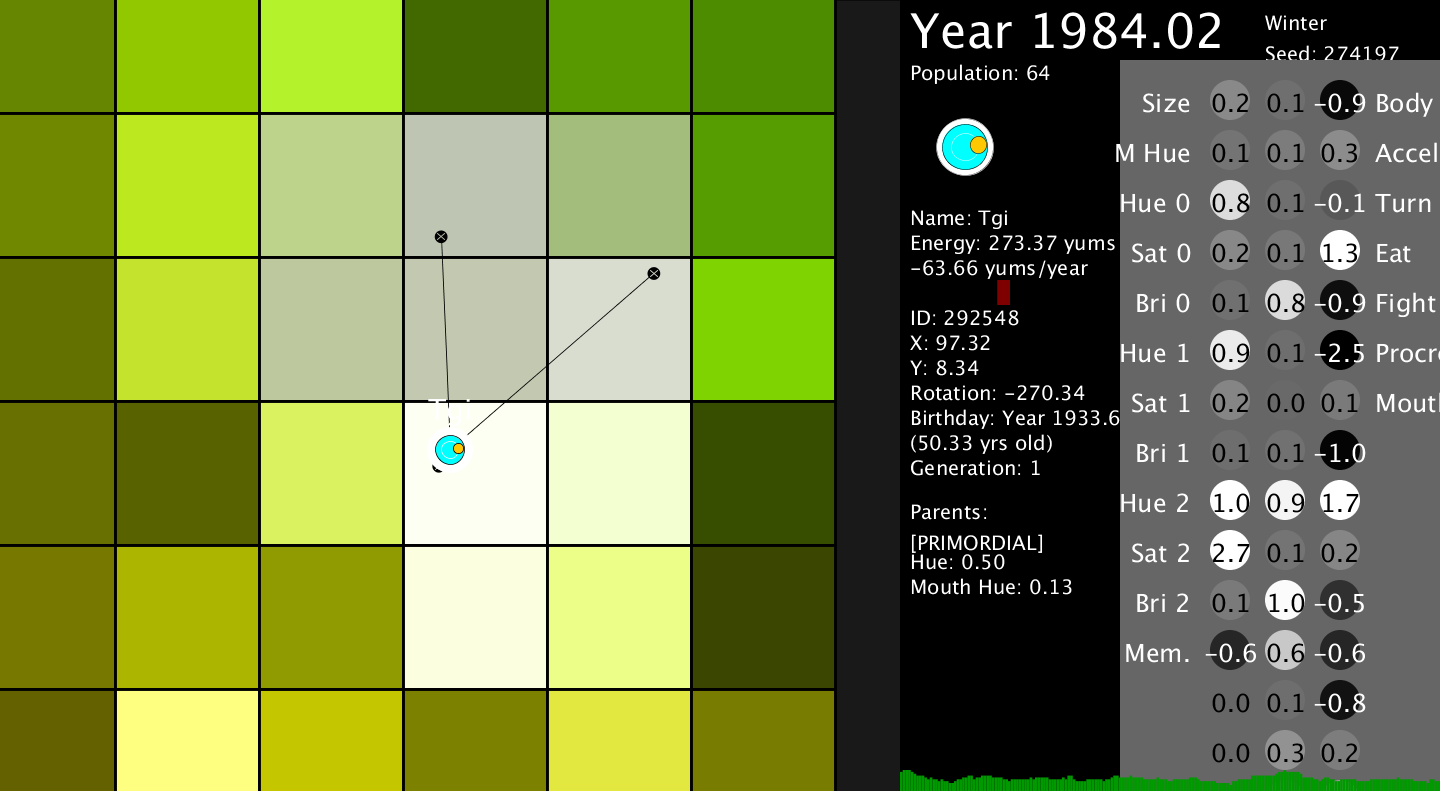 Year 1984.02
Winter
Seed: 274197
Population: 64
Name: Tgi
Energy: 273.37 yums
-63.66 yums/year
ID: 292548
X: 97.32
Y: 8.34
Rotation: -270.34
Birthday: Year 1933.6
(50.33 yrs old)
Generation: 1
Parents:
[PRIMORDIAL]
Hue: 0.50
Mouth Hue: 0.13
Size 0.2 0.1 -0.9 Body
M Hue 0.1 0.1 0.3 Accel
Hue 0 0.8 0.1 -0.1 Turn
Sat 0 0.2 0.1 1.3 Eat
Bri 0 0.1 0.8 -0.9 Fight
Hue 1 0.9 0.1 -2.5 Procr
Sat 1 0.2 0.0 0.1 Mout
Bri 1 0.1 0.1 -1.0
Hue 2 1.0 0.9 1.7
Sat 2 2.7 0.1 0.2
Bri 2 0.1 1.0 -0.5
Mem. -0.6 0.6 -0.6
0.0 0.1 -0.8
0.0 0.3 0.2
Tgi